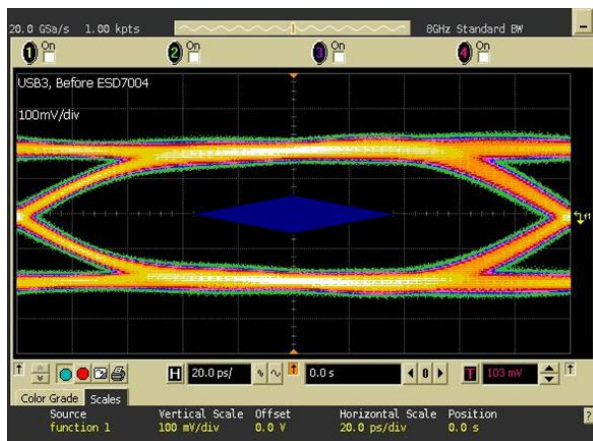 20.0 GSa/s 1.00 kpts 8GHz Standard BW
1 On 2 On 3 On 4 On
USB3, Before ESD7004
100mV/div
H 20.0 ps/ 0.0 s 0 T 103 mV
Color Grade Scales
Source Vertical Scale Offset Horizontal Scale Position
function 1 100 mV/div 0.0 V 20.0 ps/div 0.0 s